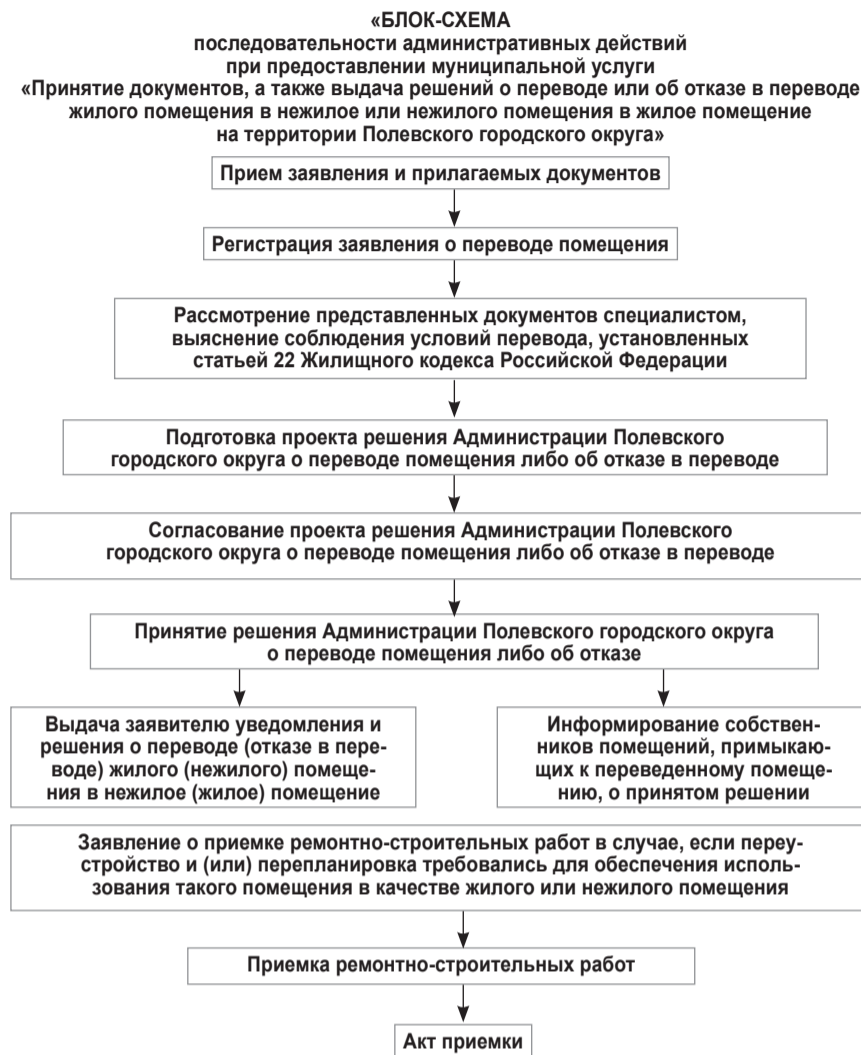 «БЛОК-СХЕМА
последовательности административных действий
при предоставлении муниципальной услуги
«Принятие документов, а также выдача решений о переводе или об отказе в переводе
жилого помещения в нежилое или нежилого помещения в жилое помещение
на территории Полевского городского округа»
Прием заявления и прилагаемых документов
Регистрация заявления о переводе помещения
Рассмотрение представленных документов специалистом,
выяснение соблюдения условий перевода, установленных
статьей 22 Жилищного кодекса Российской Федерации
Подготовка проекта решения Администрации Полевского
городского округа о переводе помещения либо об отказе в переводе
Согласование проекта решения Администрации Полевского
городского округа о переводе помещения либо об отказе в переводе
Принятие решения Администрации Полевского городского округа
о переводе помещения либо об отказе
Выдача заявителю уведомления и
решения о переводе (отказе в пере-
воде) жилого (нежилого) помеще-
ния в нежилое (жилое) помещение
Информирование собствен-
ников помещений, примыкаю-
щих к переведенному помеще-
нию, о принятом решении
Заявление о приемке ремонтно-строительных работ в случае, если переу-
стройство и (или) перепланировка требовались для обеспечения исполь-
зования такого помещения в качестве жилого или нежилого помещения
Приемка ремонтно-строительных работ
Акт приемки